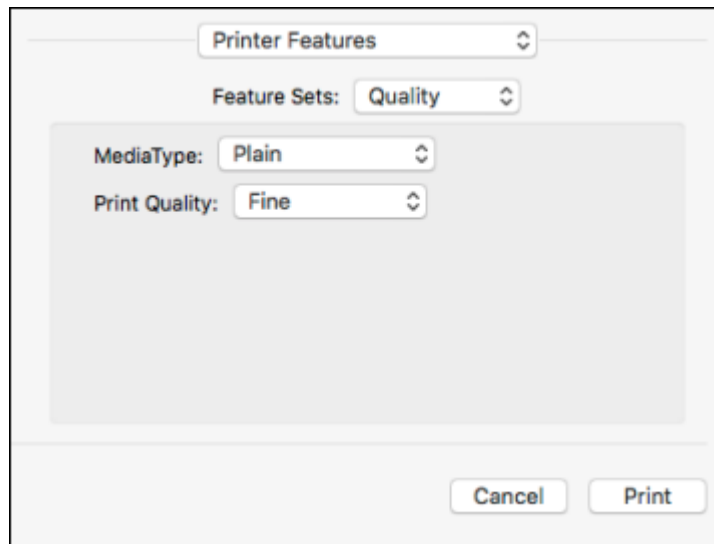 Printer Features
Feature Sets: Quality
MediaType: Plain
Print Quality: Fine
Cancel Print